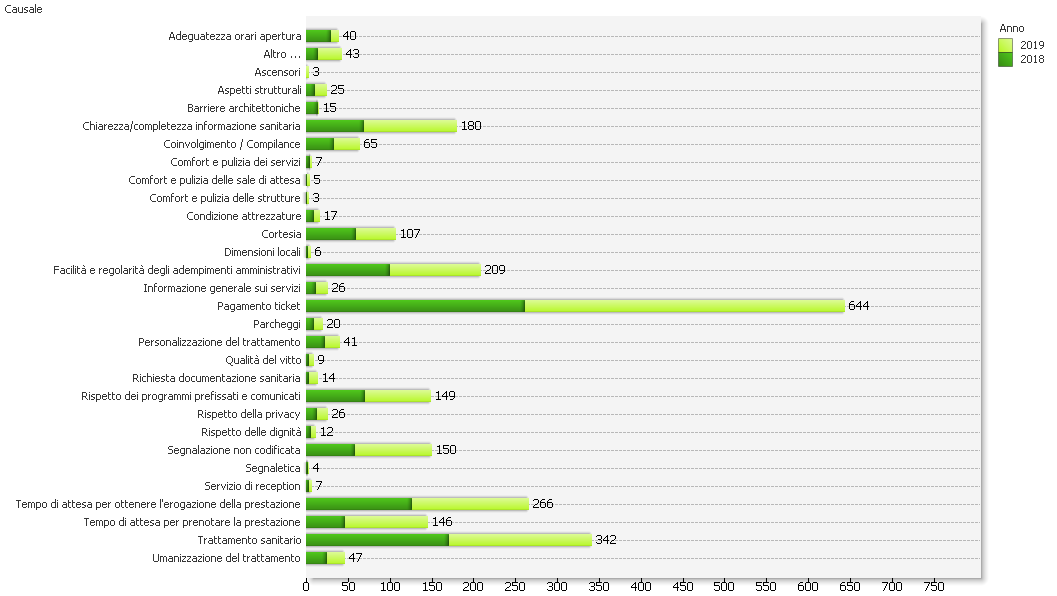 Causale
Anno
2019
2018
Adeguatezza orari apertura 40
Altro ... 43
Ascensori 3
Aspetti strutturali 25
Barriere architettoniche 15
Chiarezza/completezza informazione sanitaria 180
Coinvolgimento / Compilance 65
Comfort e pulizia dei servizi 7
Comfort e pulizia delle sale di attesa 5
Comfort e pulizia delle strutture 3
Condizione attrezzature 17
Cortesia 107
Dimensioni locali 6
Facilità e regolarità degli adempimenti amministrativi 209
Informazione generale sui servizi 26
Pagamento ticket 644
Parcheggi 20
Personalizzazione del trattamento 41
Qualità del vitto 9
Richiesta documentazione sanitaria 14
Rispetto dei programmi prefissati e comunicati 149
Rispetto della privacy 26
Rispetto delle dignità 12
Segnalazione non codificata 150
Segnaletica 4
Servizio di reception 7
Tempo di attesa per ottenere l'erogazione della prestazione 266
Tempo di attesa per prenotare la prestazione 146
Trattamento sanitario 342
Umanizzazione del trattamento 47
0 50 100 150 200 250 300 350 400 450 500 550 600 650 700 750